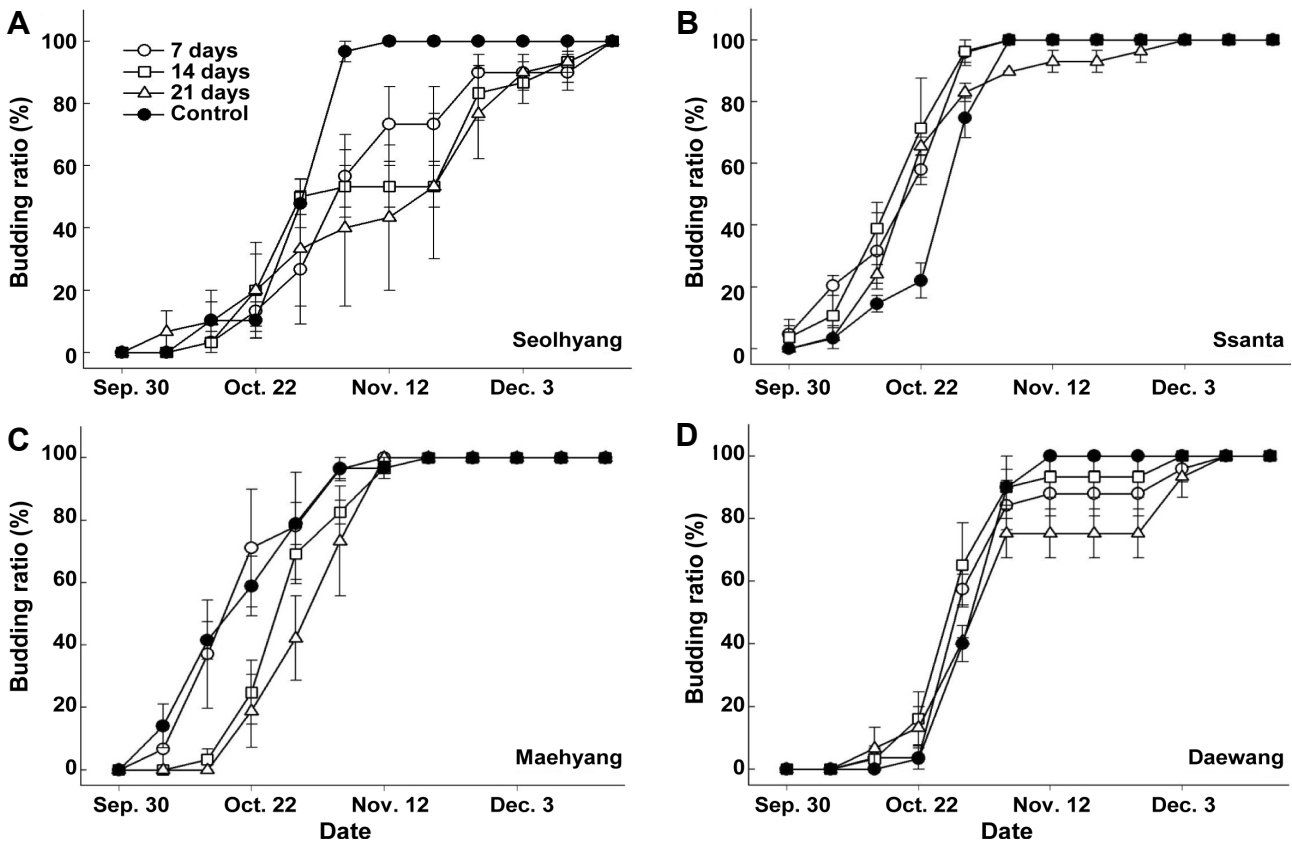 A
Budding ratio (%)
100
80
60
40
20
0
7 days
14 days
21 days
Control
Seolhyang
Sep. 30 Oct. 22 Nov. 12 Dec. 3
B
Budding ratio (%)
100
80
60
40
20
0
Ssanta
Sep. 30 Oct. 22 Nov. 12 Dec. 3
C
Budding ratio (%)
100
80
60
40
20
0
Maehyang
Sep. 30 Oct. 22 Nov. 12 Dec. 3
Date
D
Budding ratio (%)
100
80
60
40
20
0
Daewang
Sep. 30 Oct. 22 Nov. 12 Dec. 3
Date